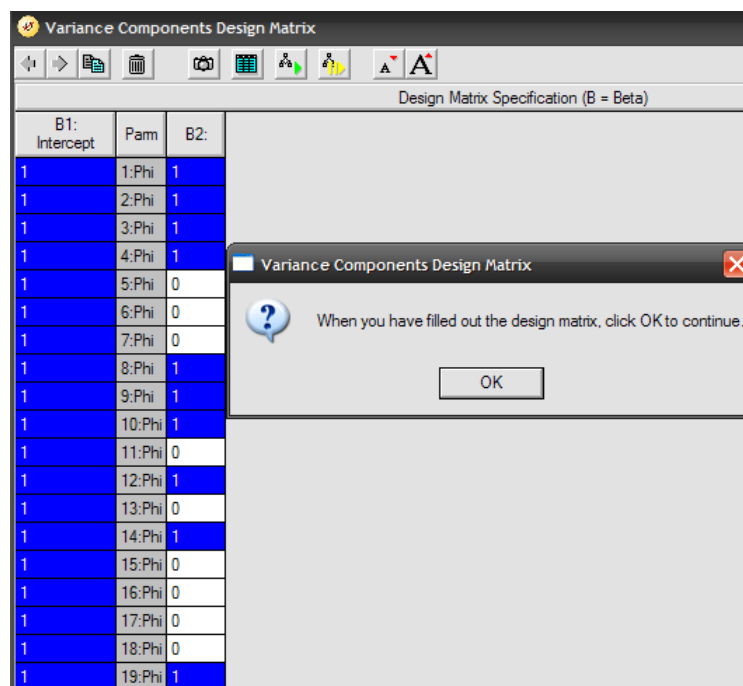 Variance Components Design Matrix
A A
Design Matrix Specification (B = Beta)
B1: Intercept Parm B2:
1 1:Phi 1
1 2:Phi 1
1 3:Phi 1
1 4:Phi 1
1 5:Phi 0
1 6:Phi 0
1 7:Phi 0
1 8:Phi 1
1 9:Phi 1
1 10:Phi 1
1 11:Phi 0
1 12:Phi 1
1 13:Phi 0
1 14:Phi 1
1 15:Phi 0
1 16:Phi 0
1 17:Phi 0
1 18:Phi 0
1 19:Phi 1
Variance Components Design Matrix
When you have filled out the design matrix, click OK to continue.
OK